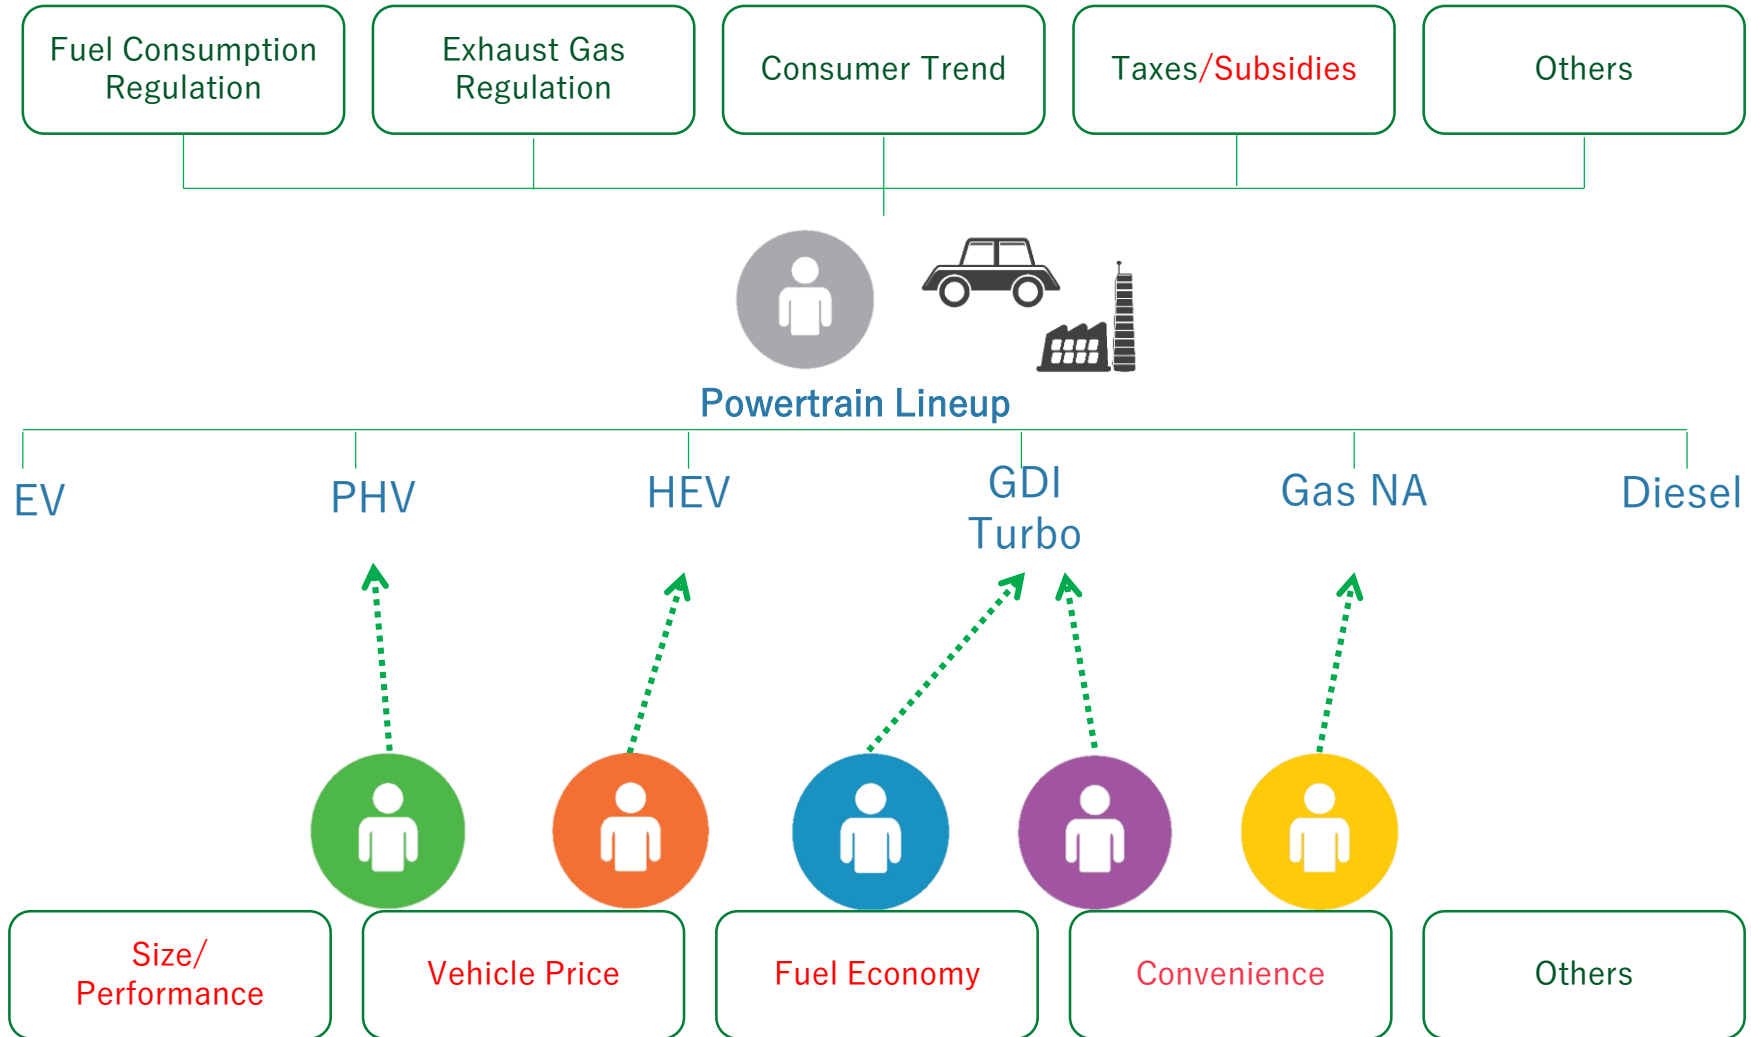 Fuel Consumption
Regulation
Exhaust Gas
Regulation
Consumer Trend
Taxes/Subsidies
Others
Powertrain Lineup
EV
PHV
HEV
GDI
Turbo
Gas NA
Diesel
Size/
Performance
Vehicle Price
Fuel Economy
Convenience
Others